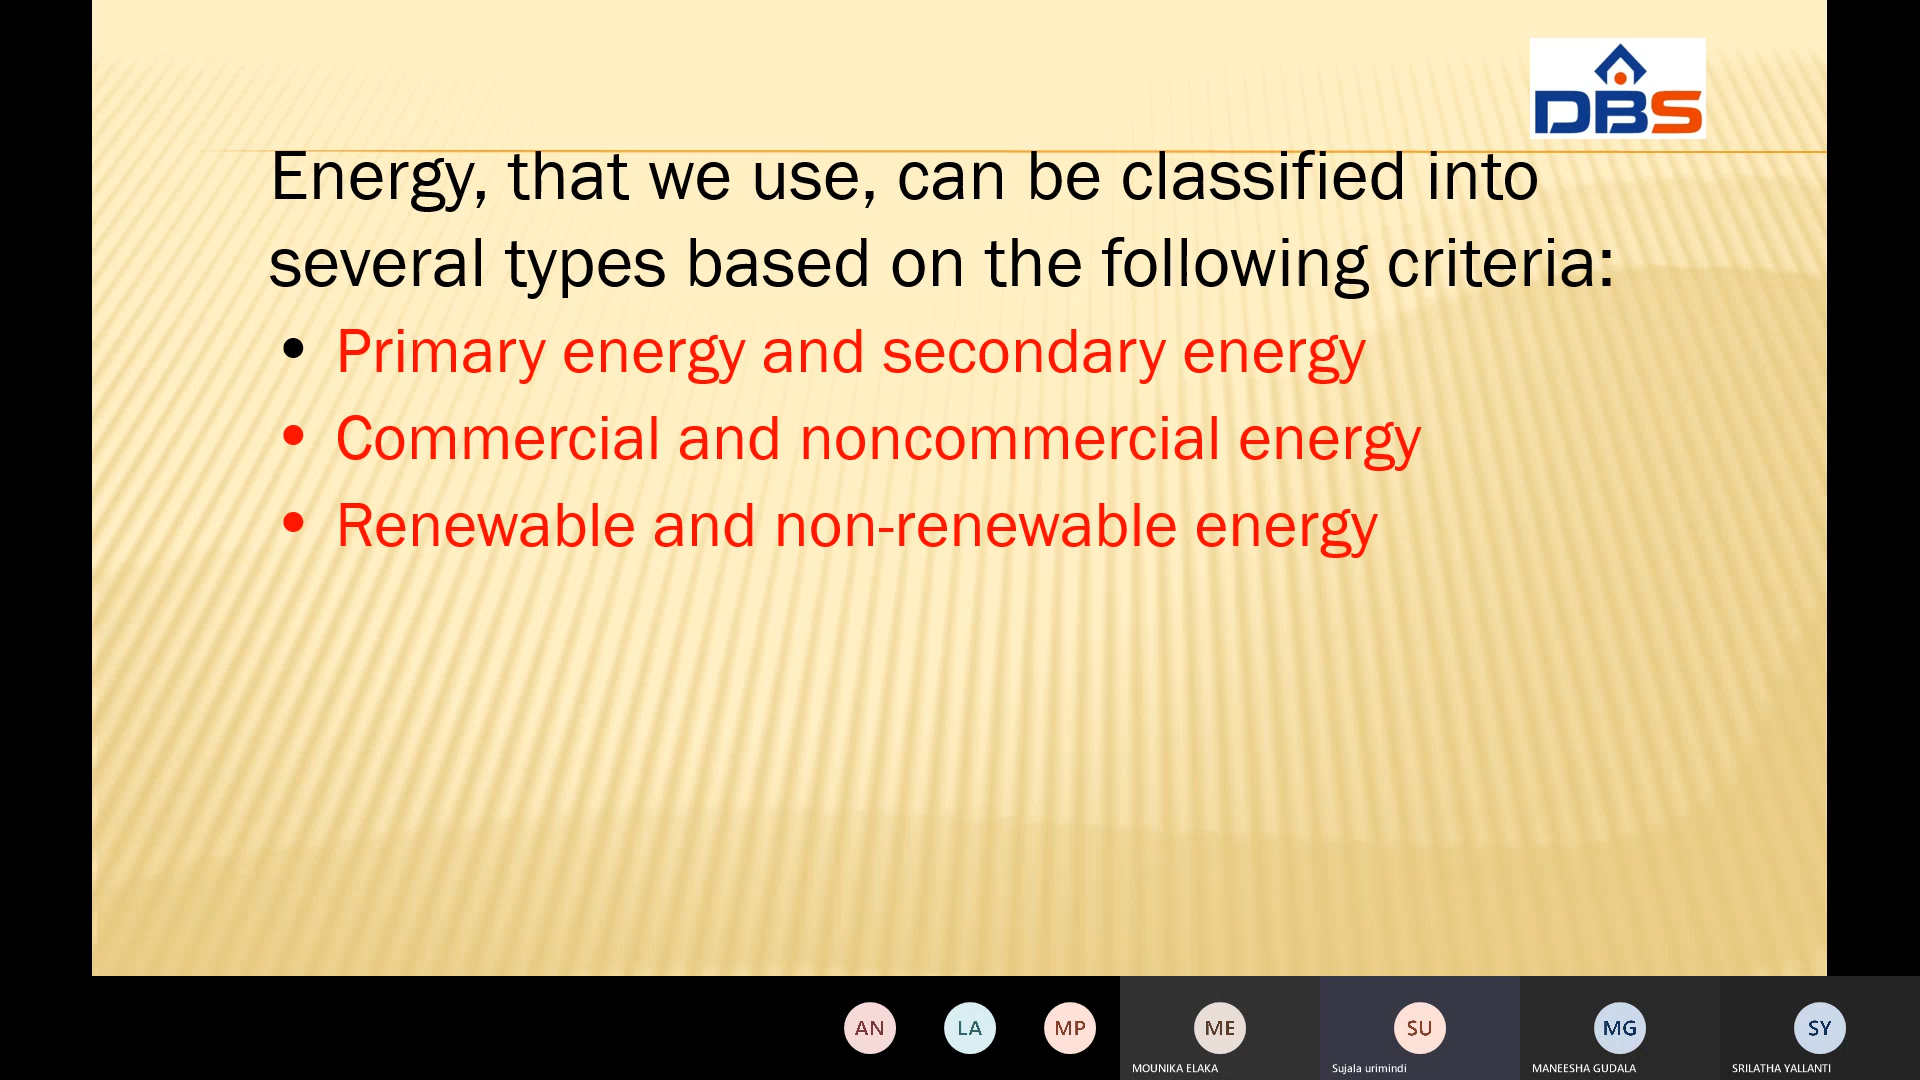 DBS
Energy, that we use, can be classified into
several types based on the following criteria:
• Primary energy and secondary energy
• Commercial and noncommercial energy
• Renewable and non-renewable energy
AN LA MP ME SU MG SY
MOUNIKA ELAKA Sujala urimindi MANEESHA GUDALA SRILATHA YALLANTI